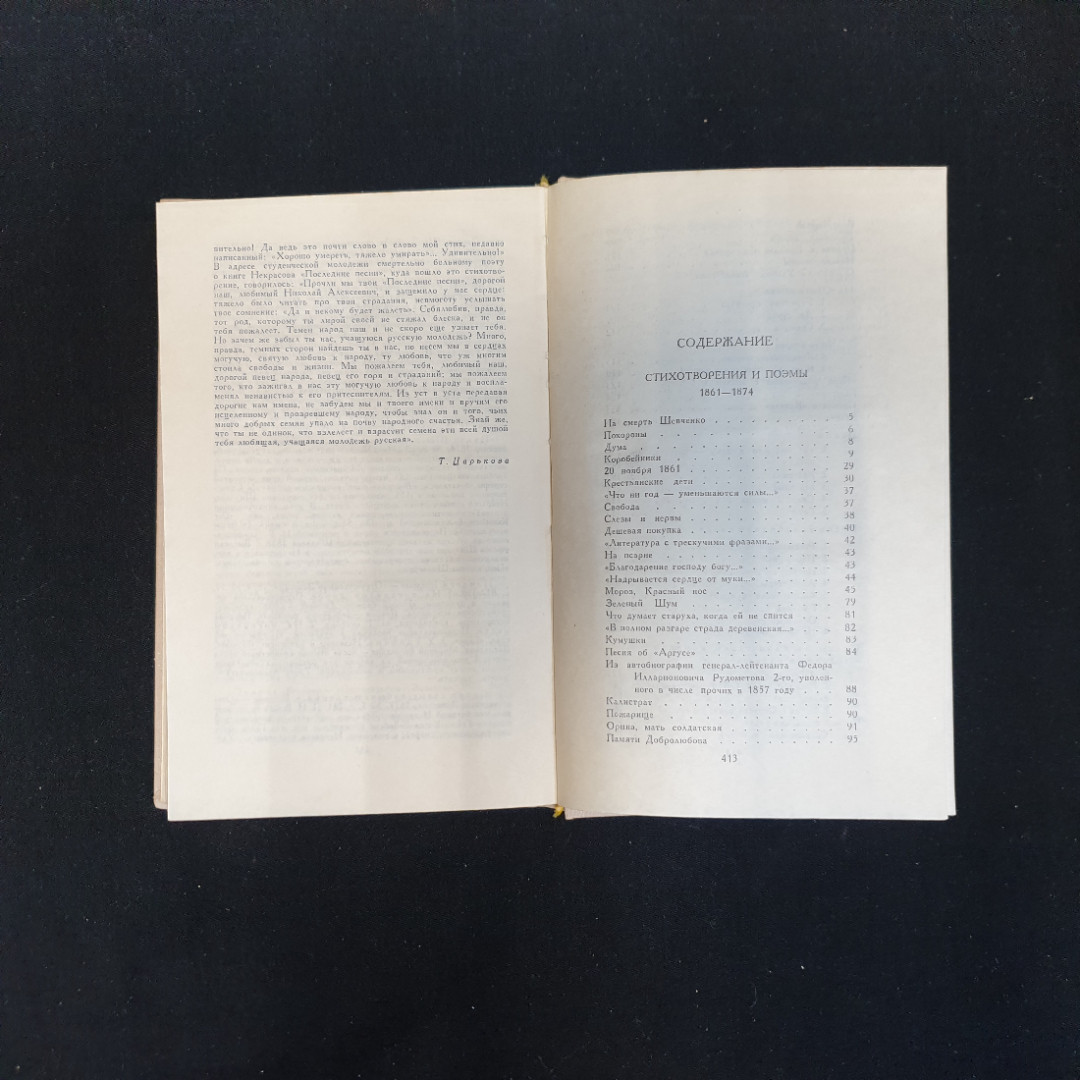 вительно! Да ведь это почти слово в слово мой стих, недавно
написанный: «Хорошо умереть, тяжело умирать»... Удивительно!»
В адресе студенческой молодежи смертельно больному поэту
о книге Некрасова «Последние песни», куда вошло это стихотво-
рение, говорилось: «Прочли мы твои «Последние песни», дорогой
наш, любимый Николай Алексеевич, и защемило у нас сердце:
тяжело было читать про твои страдания, невмоготу услышать
твое сомнение: «Да и некому будет жалеть». Себялюбив, правда,
тот род, которому ты лирой своей не стяжал блеска, и не он
тебя пожалеет. Темен народ наш и не скоро еще узнает тебя.
Но зачем же забыл ты нас, учащуюся русскую молодежь? Много,
правда, темных сторон найдешь ты в нас, но несем мы в сердцах
могучую, святую любовь к народу, ту любовь, что уж многим
стоила свободы и жизни. Мы пожалеем тебя, любимый наш,
дорогой певец народа, певец его горя и страданий; мы пожалеем
того, кто зажигал в нас эту могучую любовь к народу и воспла-
менял ненавистью к его притеснителям. Из уст в уста передавая
дорогие нам имена, не забудем мы и твоего имени и вручим его
исцеленному и прозревшему народу, чтобы знал он и того, чьих
много добрых семян упало на почву народного счастья. Знай же,
что ты не одинок, что взлелеет и взрастит семена эти всей душой
тебя любящая, учащаяся молодежь русская».
Т. Царькова
СОДЕРЖАНИЕ
СТИХОТВОРЕНИЯ И ПОЭМЫ
1861—1874
На смерть Шевченко . . . . . . . . . . 5
Похороны . . . . . . . . . . 6
Дума . . . . . . . . . . 8
Коробейники . . . . . . . . . . 9
20 ноября 1861 . . . . . . . . . . 29
Крестьянские дети . . . . . . . . . . 30
«Что ни год — уменьшаются силы...» . . . . 37
Свобода . . . . . . . . . . 37
Слезы и нервы . . . . . . . . . . 38
Дешевая покупка . . . . . . . . . . 40
«Литература с трескучими фразами...» . . . . 42
На псарне . . . . . . . . . . 43
«Благодарение господу богу...» . . . . . . 43
«Надрывается сердце от муки...» . . . . . . 44
Мороз, Красный нос . . . . . . . . . . 45
Зеленый Шум . . . . . . . . . . 79
Что думает старуха, когда ей не спится . . . 81
«В полном разгаре страда деревенская...» . . . 82
Кумушки . . . . . . . . . . 83
Песня об «Аргусе» . . . . . . . . . . 84
Из автобиографии генерал-лейтенанта Федора
Илларионовича Рудометова 2-го, уволен-
ного в числе прочих в 1857 году . . . 88
Калистрат . . . . . . . . . . 90
Пожарище . . . . . . . . . . 90
Орина, мать солдатская . . . . . . . . 91
Памяти Добролюбова . . . . . . . . . . 95
413